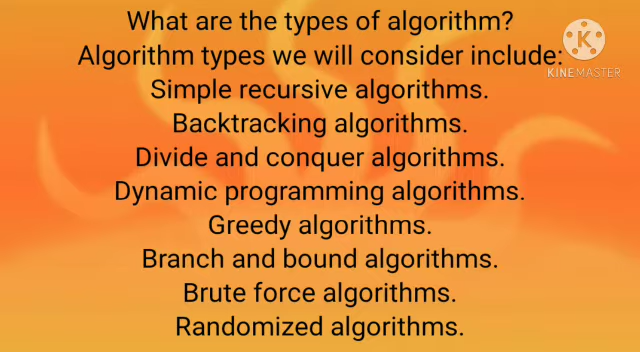 What are the types of algorithm?
Algorithm types we will consider include:
Simple recursive algorithms.
Backtracking algorithms.
Divide and conquer algorithms.
Dynamic programming algorithms.
Greedy algorithms.
Branch and bound algorithms.
Brute force algorithms.
Randomized algorithms.
K
KINEMASTER